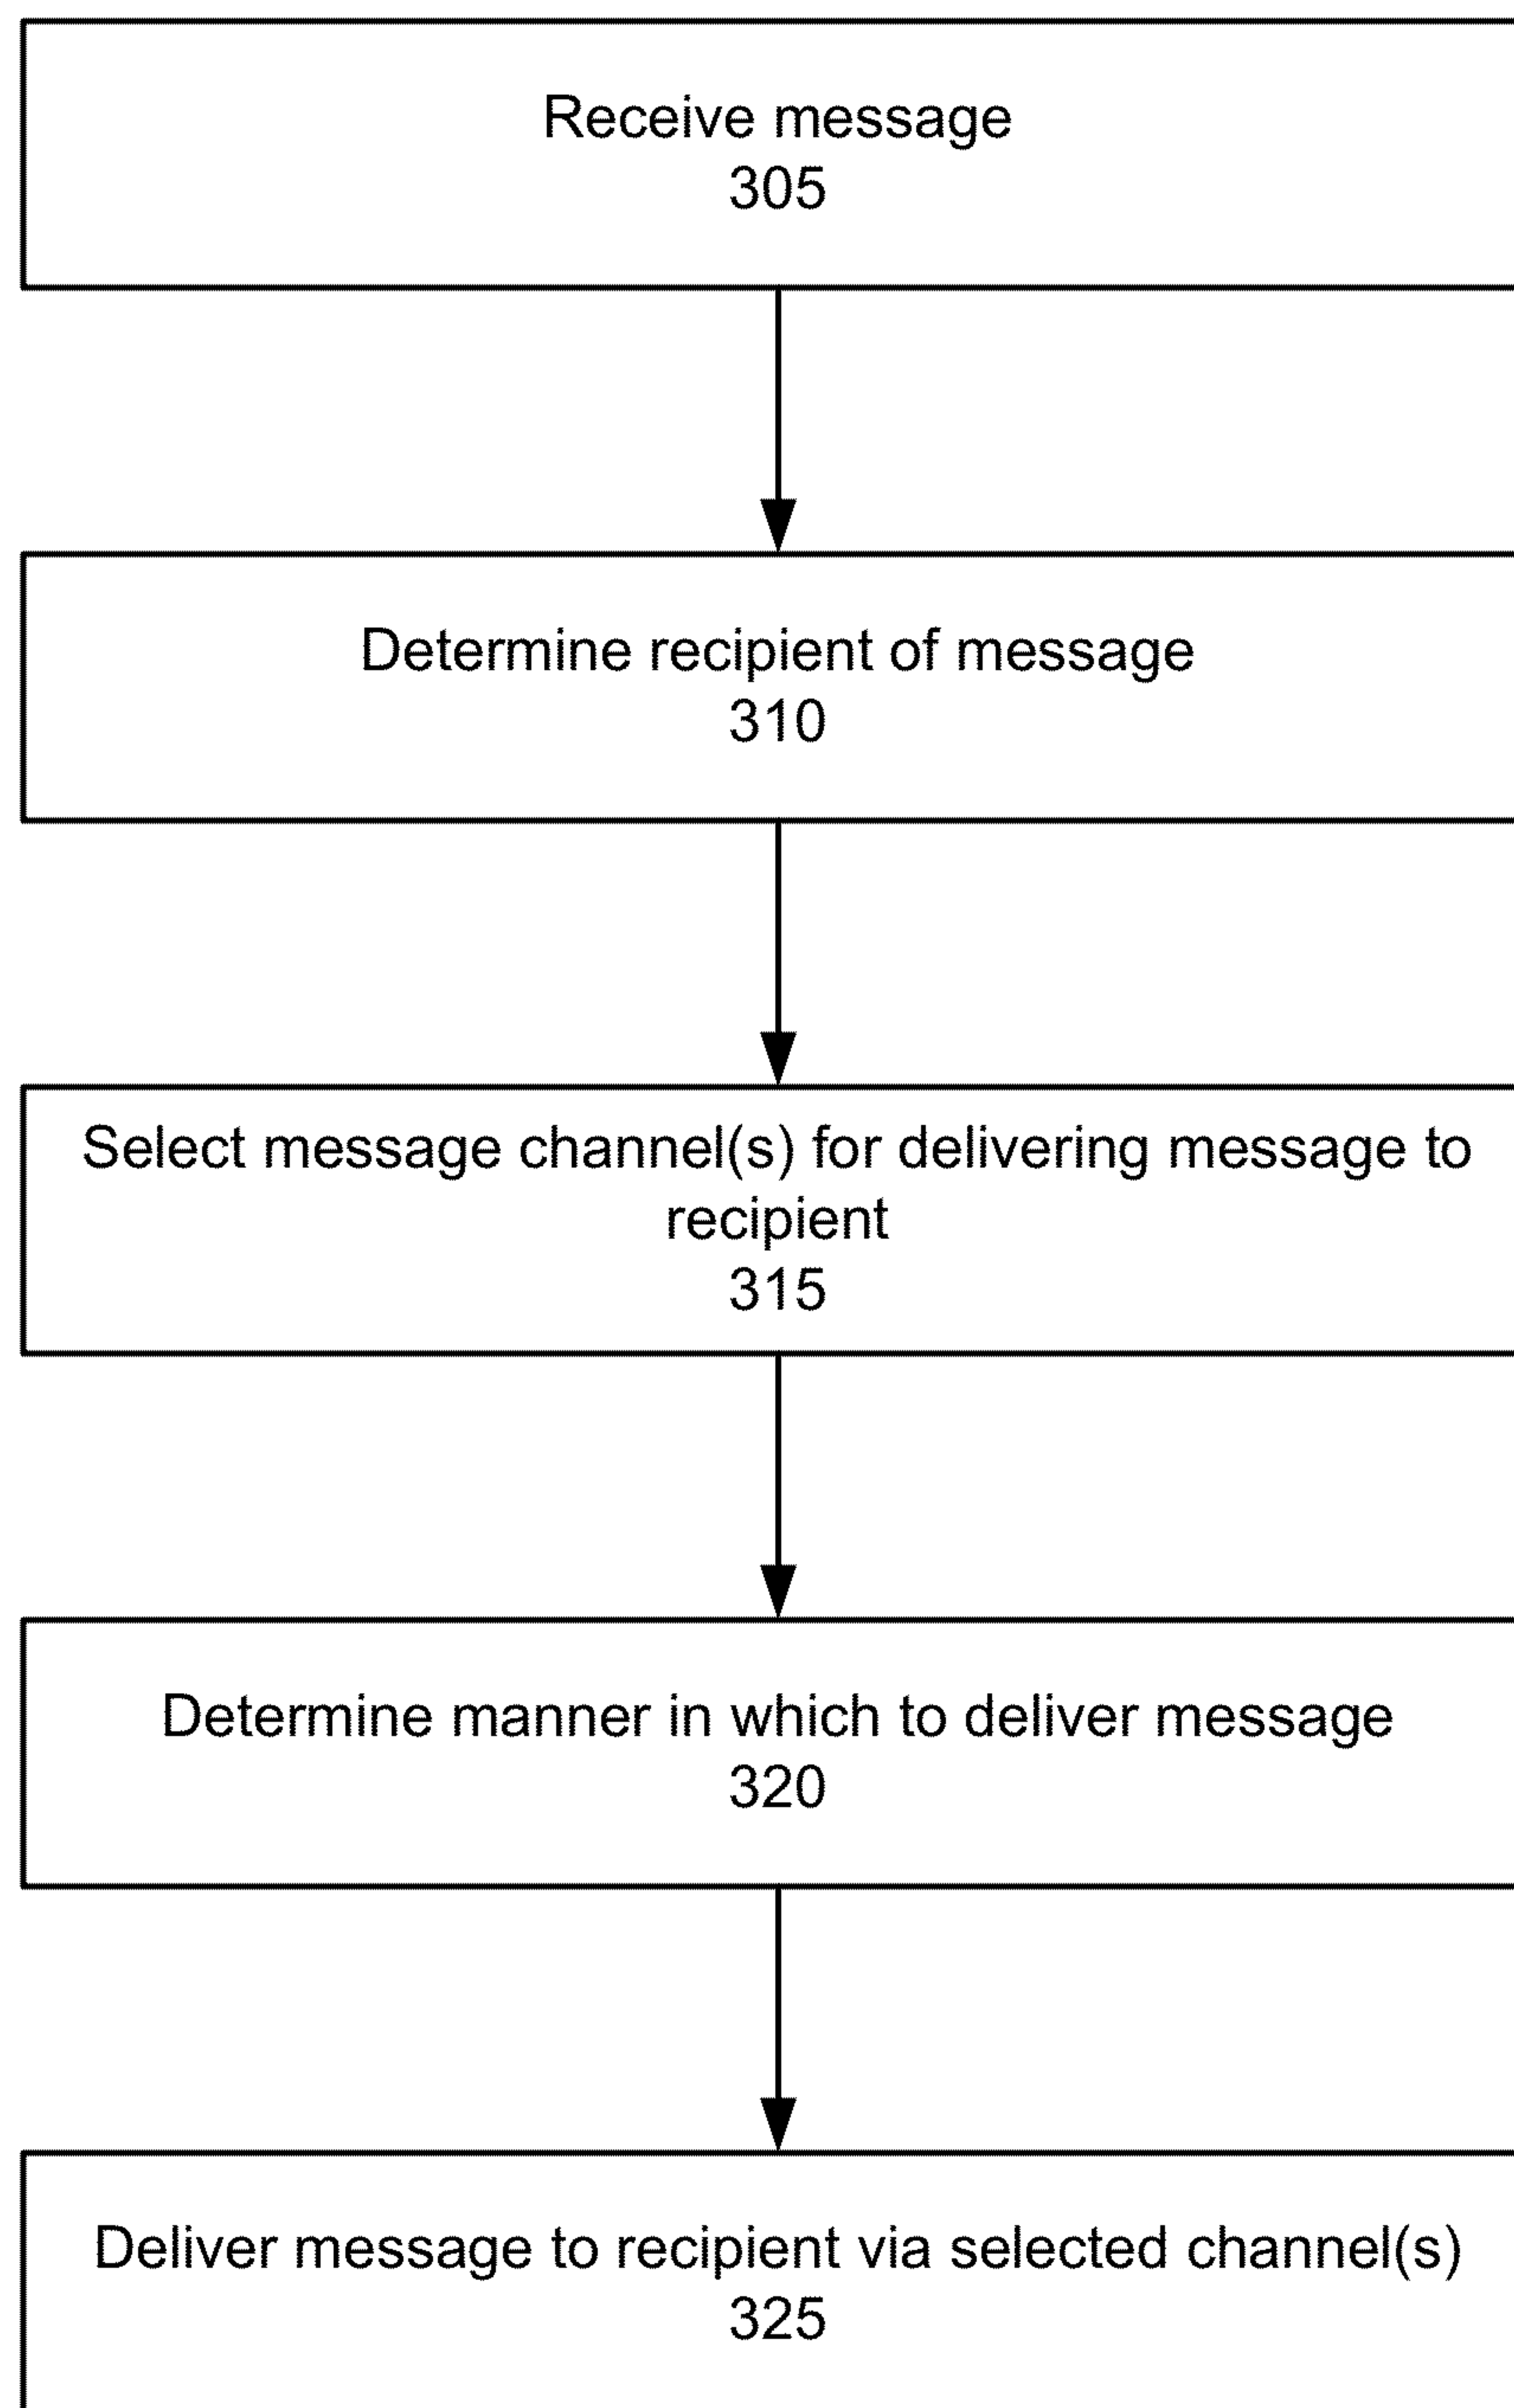 Receive message
305
Determine recipient of message
310
Select message channel(s) for delivering message to
recipient
315
Determine manner in which to deliver message
320
Deliver message to recipient via selected channel(s)
325